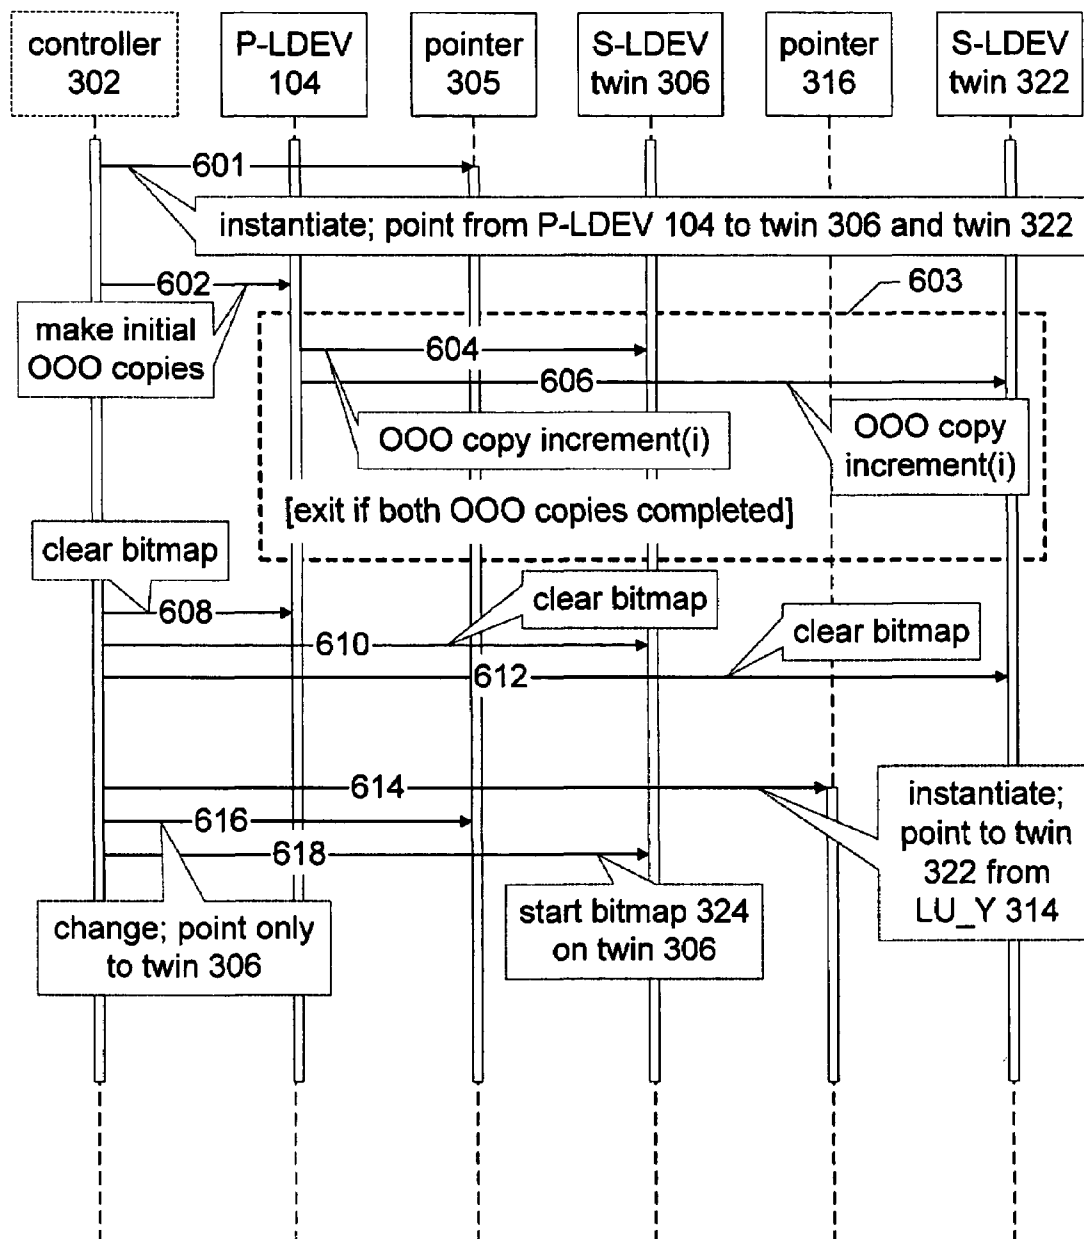 controller
302
P-LDEV
104
pointer
305
S-LDEV
twin 306
pointer
316
S-LDEV
twin 322
601
instantiate; point from P-LDEV 104 to twin 306 and twin 322
602
603
make initial
OOO copies
604
606
OOO copy increment(i)
OOO copy
increment(i)
[exit if both OOO copies completed]
clear bitmap
608
clear bitmap
610
clear bitmap
612
614
instantiate;
point to twin
322 from
LU_Y 314
616
618
change; point only
to twin 306
start bitmap 324
on twin 306